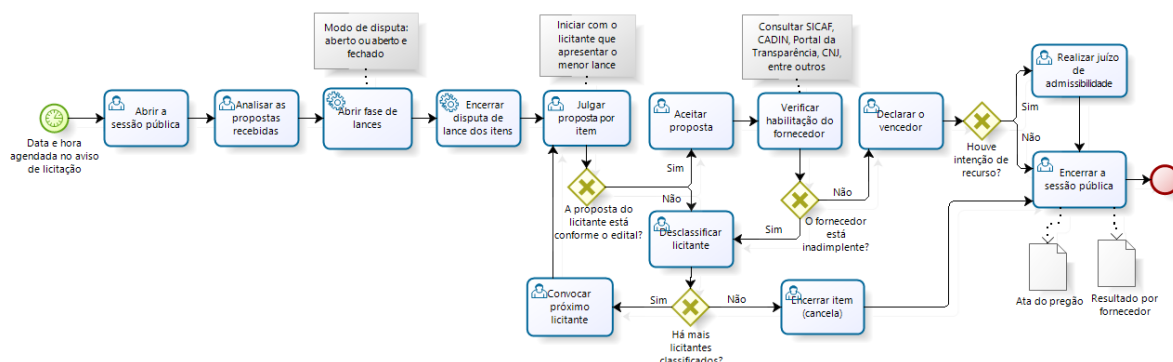 Modo de disputa:
aberto ou aberto e
fechado
Iniciar com o
licitante que
apresentar o
menor lance
Consultar SICAF,
CADIN, Portal da
Transparência, CNJ,
entre outros
Data e hora
agendada no aviso
de licitação
Abrir a
sessão pública
Analisar as
propostas
recebidas
Abrir fase de
lances
Encerrar
disputa de
lance dos itens
Julgar
proposta por
item
A proposta do
licitante está
conforme o edital?
Sim
Não
Aceitar
proposta
Verificar
habilitação do
fornecedor
O fornecedor
está
inadimplente?
Sim
Não
Declarar o
vencedor
Houve
intenção de
recurso?
Sim
Não
Realizar juízo
de
admissibilidade
Encerrar a
sessão pública
Ata do pregão
Resultado por
fornecedor
Desclassificar
licitante
Há mais
licitantes
classificados?
Sim
Não
Convocar
próximo
licitante
Encerrar item
(cancela)